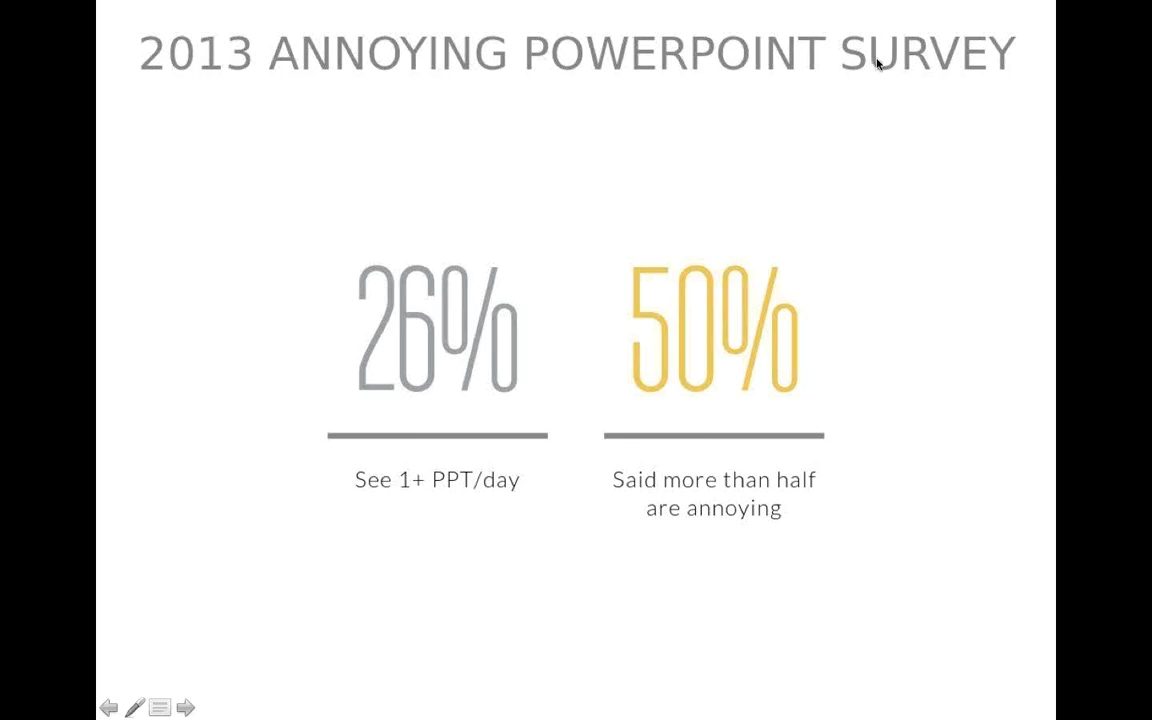 2013 ANNOYING POWERPOINT SURVEY
26%
50%
See 1+ PPT/day
Said more than half
are annoying